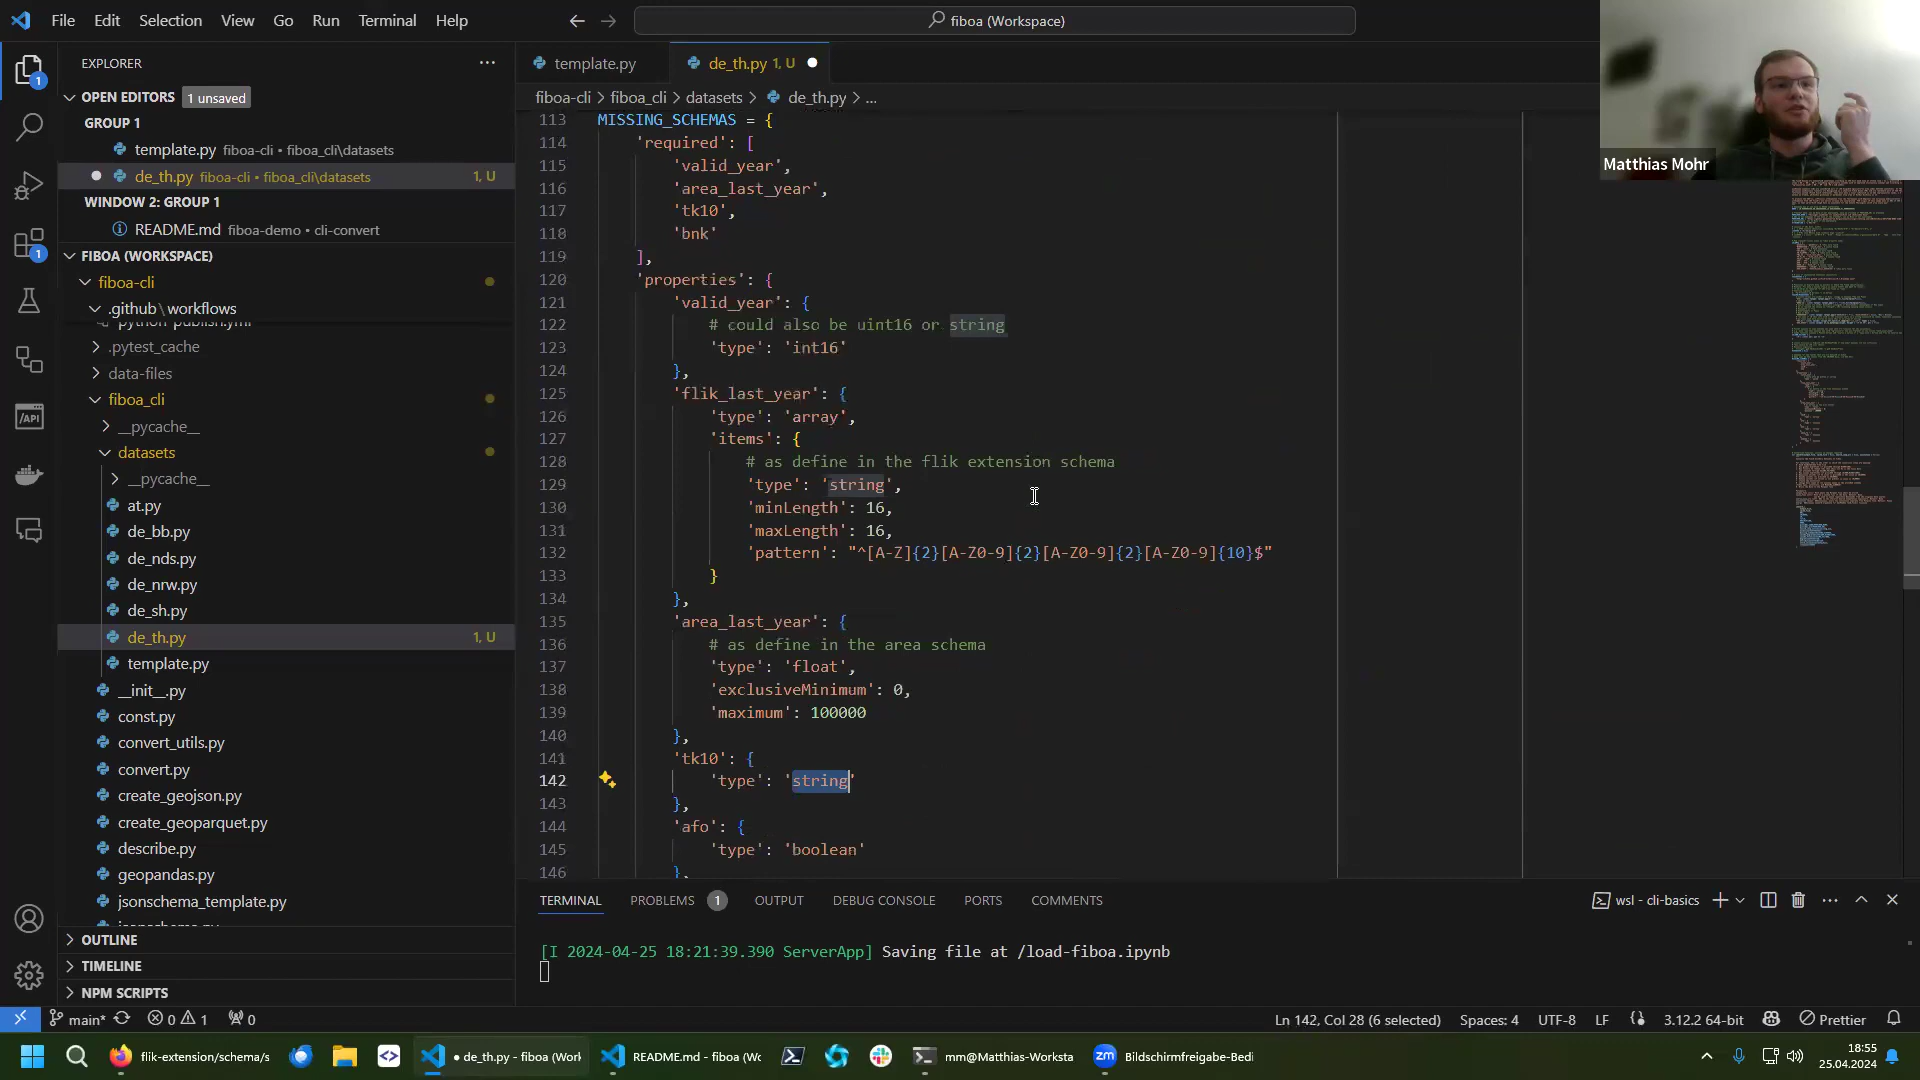 File Edit Selection View Go Run Terminal Help
fiboa (Workspace)
EXPLORER
OPEN EDITORS 1 unsaved
GROUP 1
template.py fiboa-cli • fiboa_cli\datasets
de_th.py fiboa-cli • fiboa_cli\datasets 1, U
WINDOW 2: GROUP 1
README.md fiboa-demo • cli-convert
FIBOA (WORKSPACE)
fiboa-cli
.github\workflows
python-publish.yml
.pytest_cache
data-files
fiboa_cli
__pycache__
datasets
__pycache__
at.py
de_bb.py
de_nds.py
de_nrw.py
de_sh.py
de_th.py 1, U
template.py
__init__.py
const.py
convert_utils.py
convert.py
create_geojson.py
create_geoparquet.py
describe.py
geopandas.py
jsonschema_template.py
OUTLINE
TIMELINE
NPM SCRIPTS
template.py
de_th.py 1, U
fiboa-cli > fiboa_cli > datasets > de_th.py > ...
113 MISSING_SCHEMAS = {
114 'required': [
115 'valid_year',
116 'area_last_year',
117 'tk10',
118 'bnk'
119 ],
120 'properties': {
121 'valid_year': {
122 # could also be uint16 or string
123 'type': 'int16'
124 },
125 'flik_last_year': {
126 'type': 'array',
127 'items': {
128 # as define in the flik extension schema
129 'type': 'string',
130 'minLength': 16,
131 'maxLength': 16,
132 'pattern': "^[A-Z]{2}[A-Z0-9]{2}[A-Z0-9]{2}[A-Z0-9]{10}$"
133 }
134 },
135 'area_last_year': {
136 # as define in the area schema
137 'type': 'float',
138 'exclusiveMinimum': 0,
139 'maximum': 100000
140 },
141 'tk10': {
142 'type': 'string'
143 },
144 'afo': {
145 'type': 'boolean'
146 },
Matthias Mohr
TERMINAL PROBLEMS 1 OUTPUT DEBUG CONSOLE PORTS COMMENTS
wsl - cli-basics
[I 2024-04-25 18:21:39.390 ServerApp] Saving file at /load-fiboa.ipynb
main* 0 1 0
Ln 142, Col 28 (6 selected) Spaces: 4 UTF-8 LF 3.12.2 64-bit Prettier
flik-extension/schema/s
• de_th.py - fiboa (Work
README.md - fiboa (Wc
mm@Matthias-Worksta
Bildschirmfreigabe-Bedi
18:55
25.04.2024